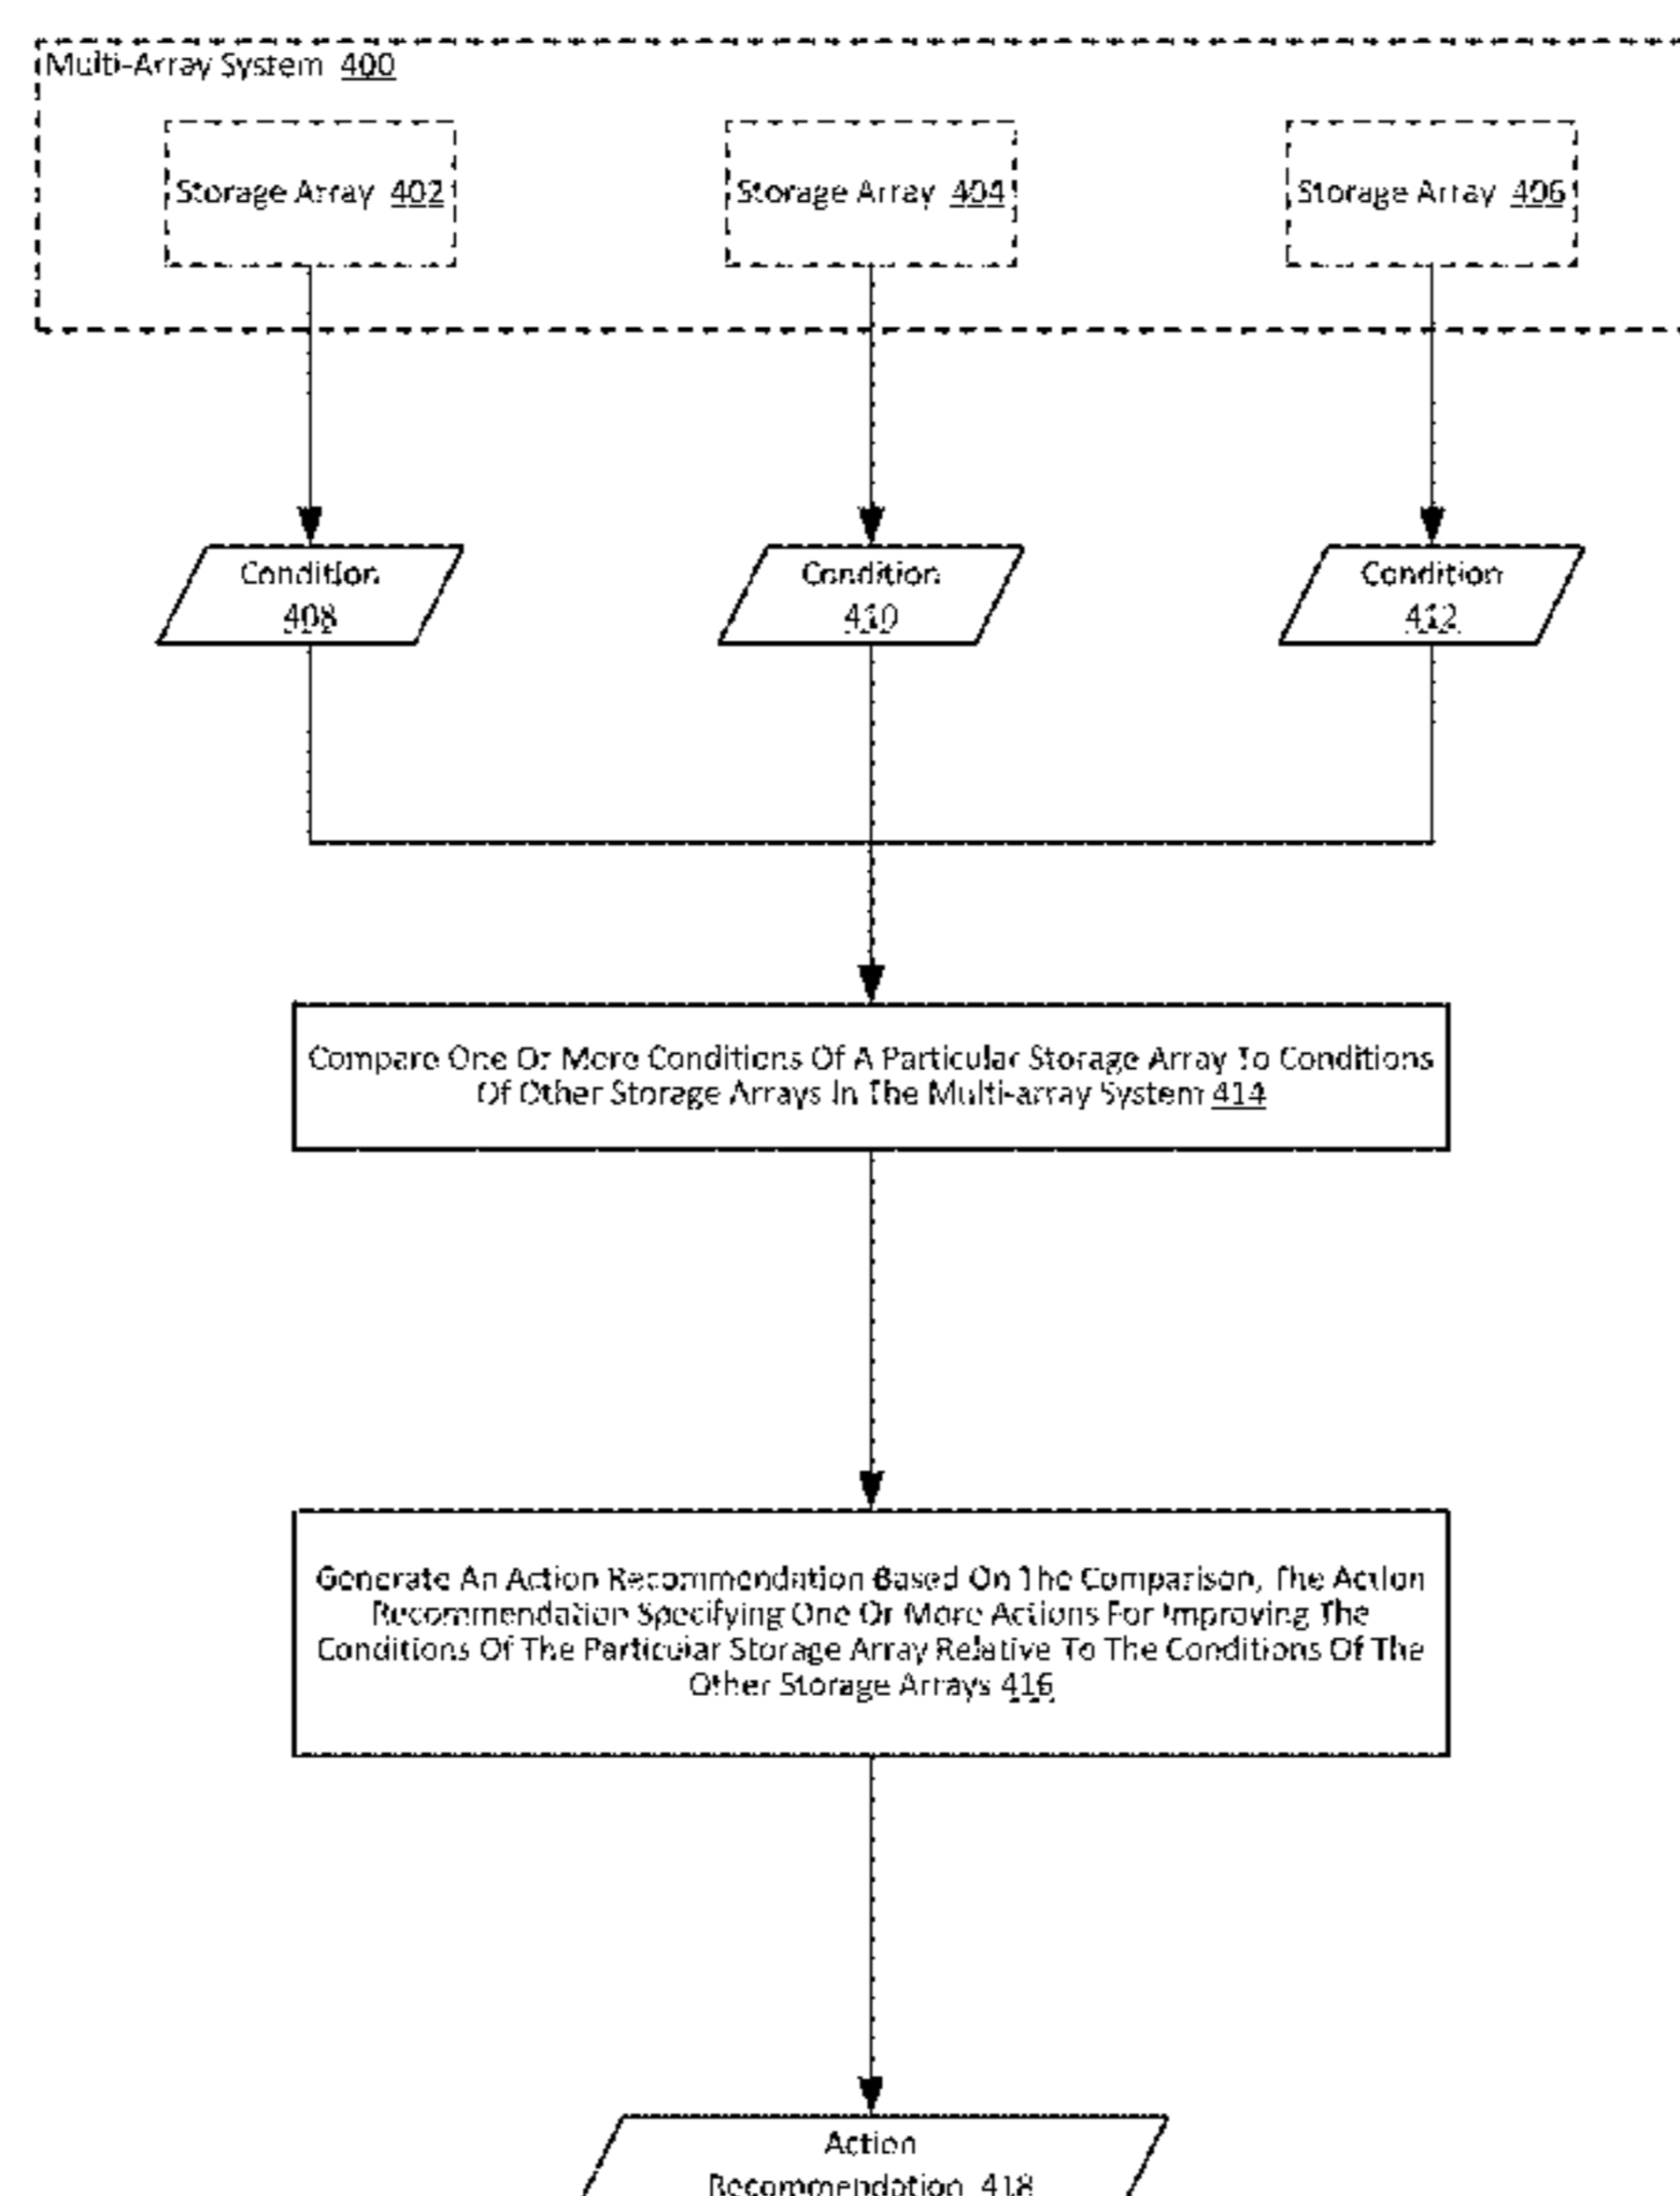 Multi-Array System 400
Storage Array 402
Storage Array 404
Storage Array 406
Condition
408
Condition
410
Condition
412
Compare One Or More Conditions Of A Particular Storage Array To Conditions
Of Other Storage Arrays In The Multi-array System 414
Generate An Action Recommendation Based On The Comparison, The Action
Recommendation Specifying One Or More Actions For Improving The
Conditions Of The Particular Storage Array Relative To The Conditions Of The
Other Storage Arrays 416
Action
Recommendation 418